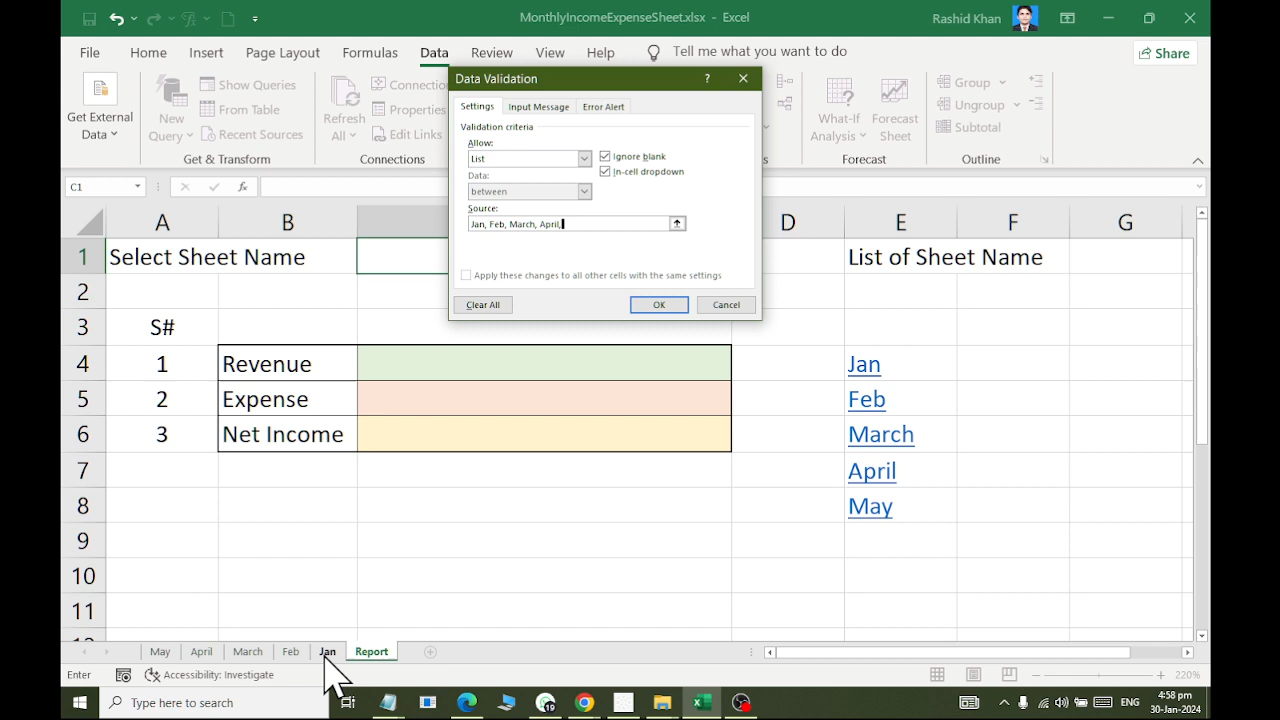 MonthlyIncomeExpenseSheet.xlsx - Excel
Rashid Khan
File Home Insert Page Layout Formulas Data Review View Help Tell me what you want to do Share
Get External Data
New Query
Show Queries
From Table
Recent Sources
Get & Transform
Refresh All
Connectio
Properties
Edit Links
Connections
What-If Analysis
Forecast Sheet
Forecast
Group
Ungroup
Subtotal
Outline
Data Validation ?
Settings Input Message Error Alert
Validation criteria
Allow:
List
Ignore blank
Data:
In-cell dropdown
between
Source:
Jan, Feb, March, April,
Apply these changes to all other cells with the same settings
Clear All OK Cancel
C1 fx
A B D E F G
1 Select Sheet Name List of Sheet Name
2
3 S#
4 1 Revenue Jan
5 2 Expense Feb
6 3 Net Income March
7 April
8 May
9
10
11
May April March Feb Jan Report
Enter Accessibility: Investigate 220%
Type here to search
19
ENG
4:58 pm
30-Jan-2024